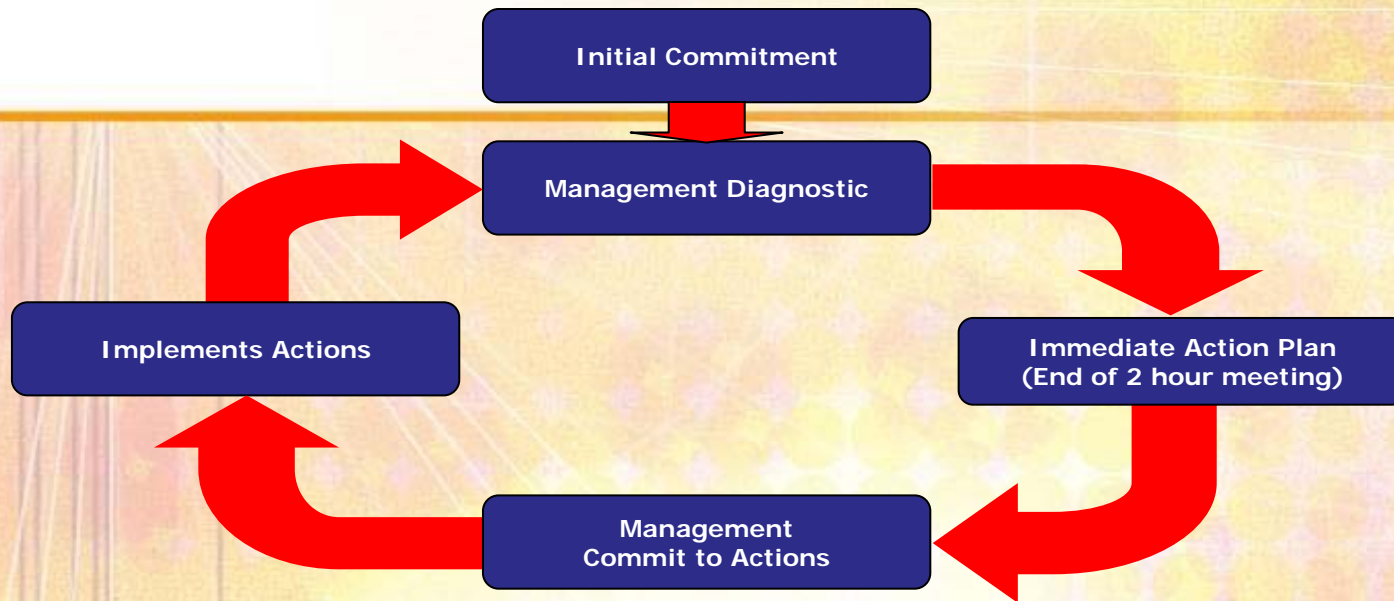 Initial Commitment
Management Diagnostic
Immediate Action Plan
(End of 2 hour meeting)
Management
Commit to Actions
Implements Actions